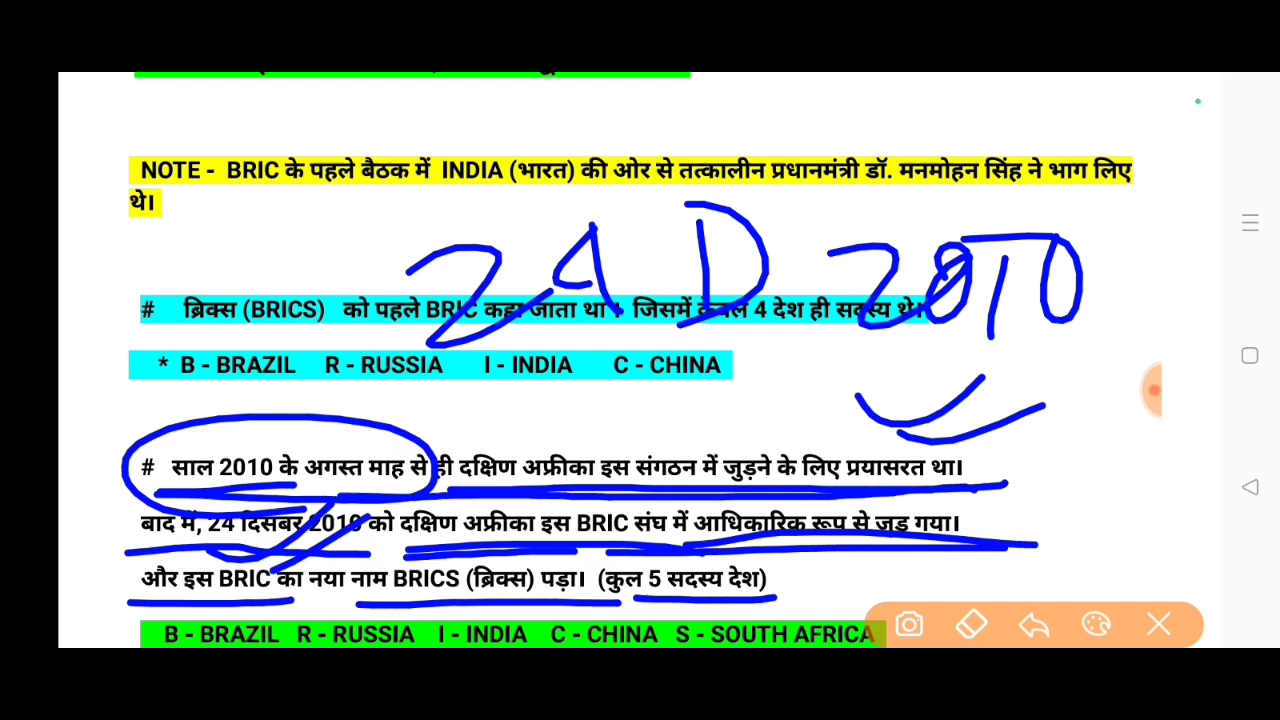 NOTE - BRIC के पहले बैठक में INDIA (भारत) की ओर से तत्कालीन प्रधानमंत्री डॉ. मनमोहन सिंह ने भाग लिए
थे।
24 D 2010
# ब्रिक्स (BRICS) को पहले BRIC कहा जाता था। जिसमें केवल 4 देश ही सदस्य थे।
* B - BRAZIL R - RUSSIA I - INDIA C - CHINA
# साल 2010 के अगस्त माह से ही दक्षिण अफ्रीका इस संगठन में जुड़ने के लिए प्रयासरत था।
बाद में, 24 दिसंबर 2010 को दक्षिण अफ्रीका इस BRIC संघ में आधिकारिक रूप से जुड़ गया।
और इस BRIC का नया नाम BRICS (ब्रिक्स) पड़ा। (कुल 5 सदस्य देश)
B - BRAZIL R - RUSSIA I - INDIA C - CHINA S - SOUTH AFRICA